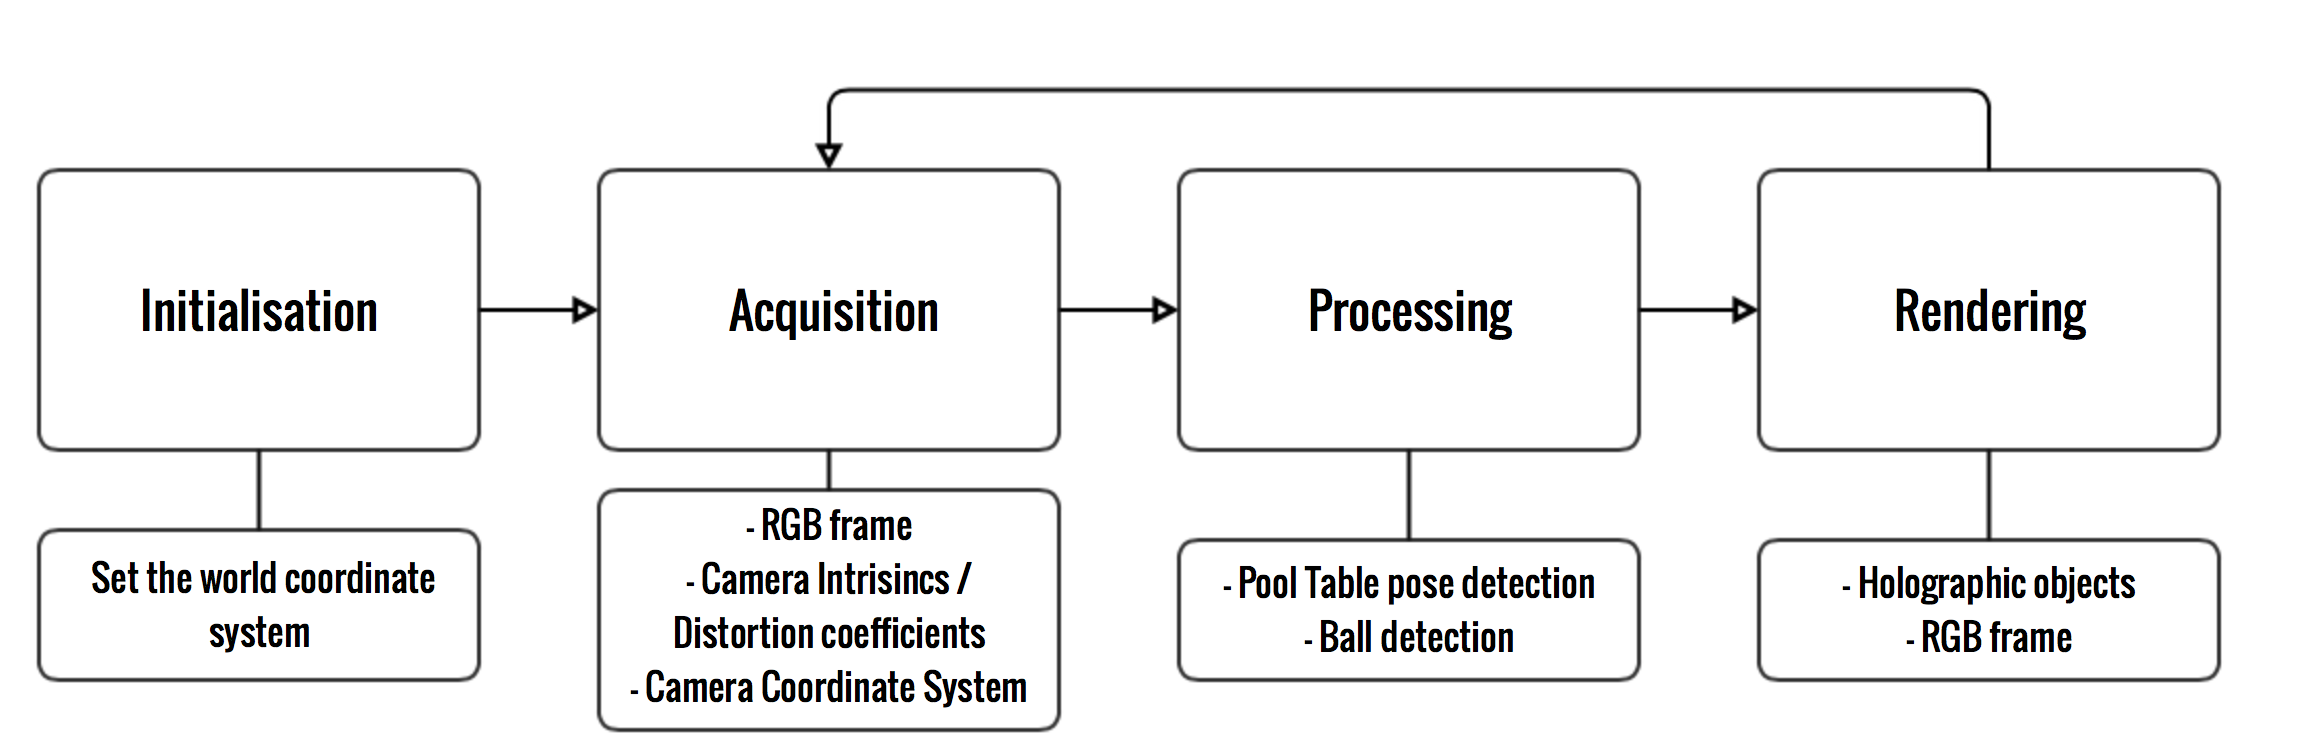 Initialisation
Acquisition
Processing
Rendering
Set the world coordinate
system
- RGB frame
- Camera Intrisincs /
Distortion coefficients
- Camera Coordinate System
- Pool Table pose detection
- Ball detection
- Holographic objects
- RGB frame